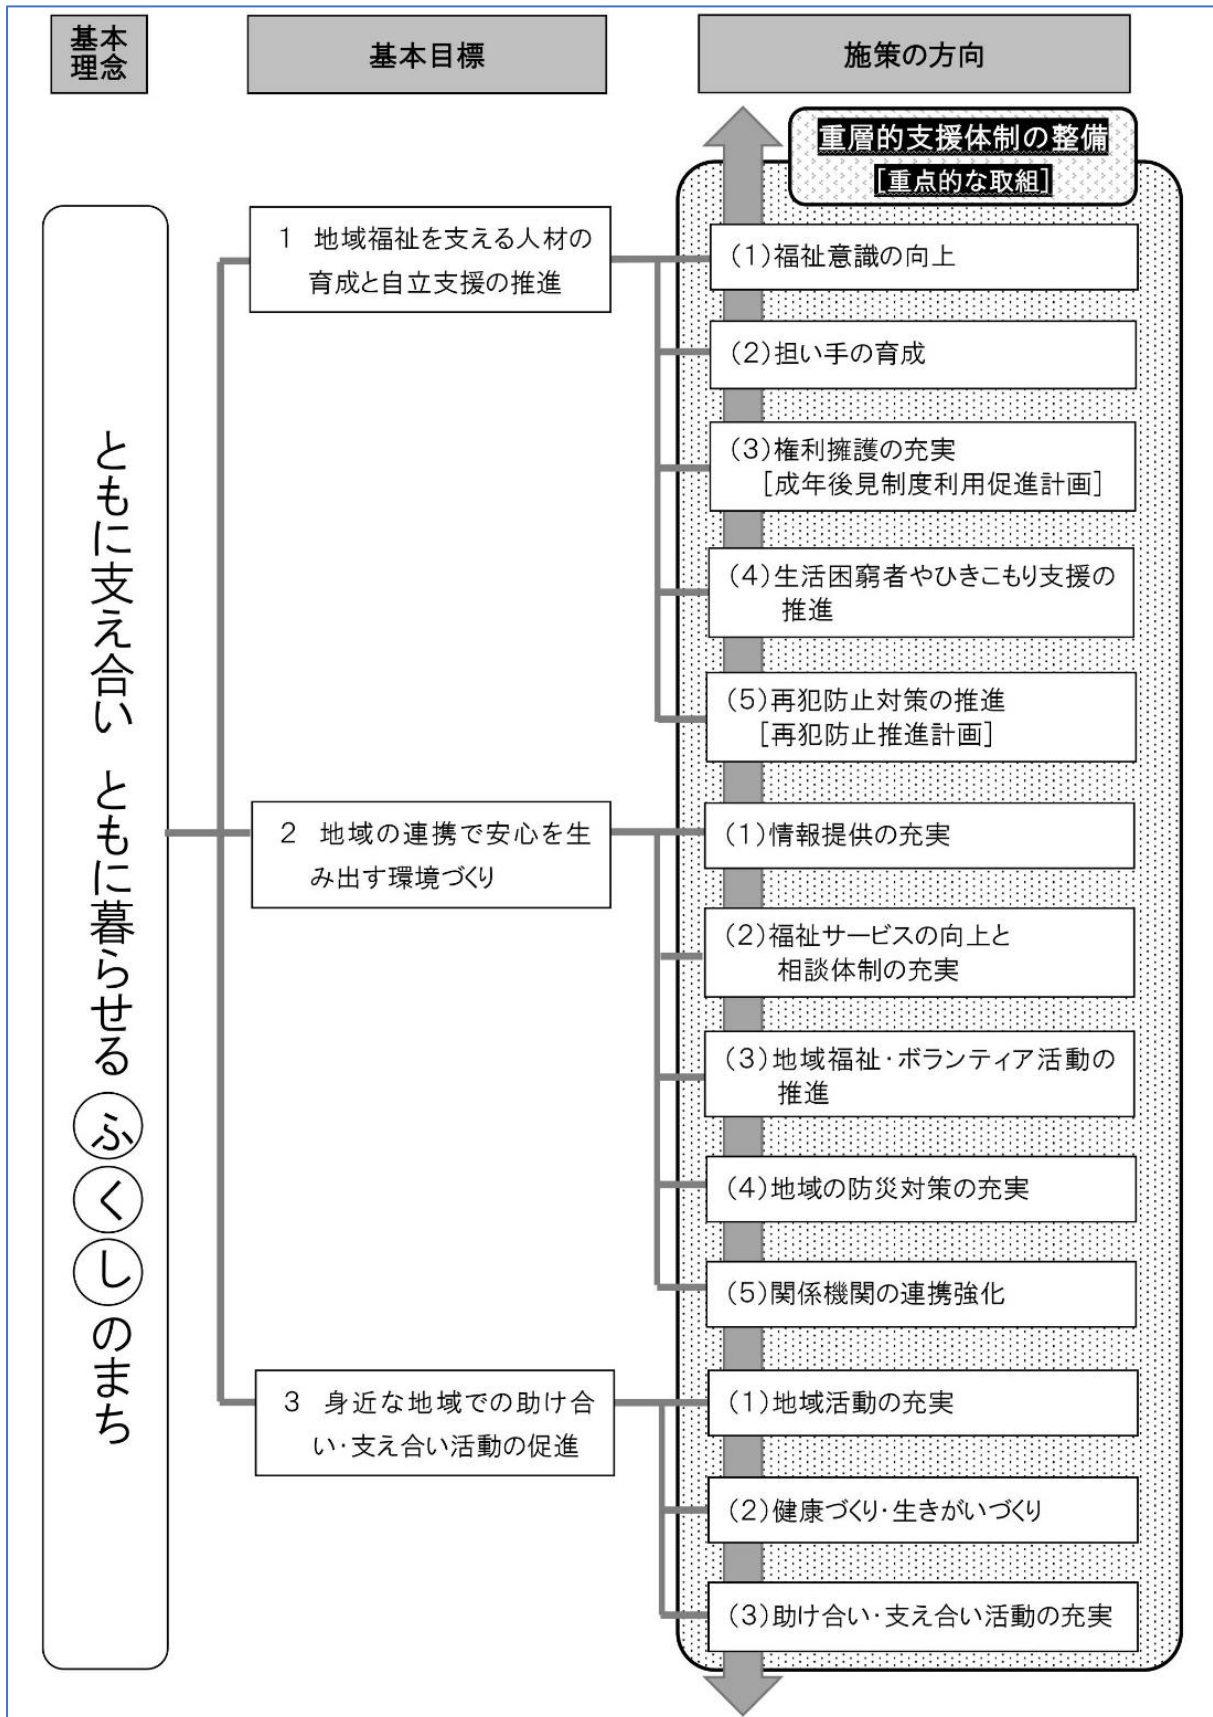 基本
理念
基本目標
施策の方向
重層的支援体制の整備
[重点的な取組]
ともに支え合い ともに暮らせるふくしのまち
1 地域福祉を支える人材の
育成と自立支援の推進
(1)福祉意識の向上
(2)担い手の育成
(3)権利擁護の充実
[成年後見制度利用促進計画]
(4)生活困窮者やひきこもり支援の
推進
(5)再犯防止対策の推進
[再犯防止推進計画]
2 地域の連携で安心を生
み出す環境づくり
(1)情報提供の充実
(2)福祉サービスの向上と
相談体制の充実
(3)地域福祉・ボランティア活動の
推進
(4)地域の防災対策の充実
(5)関係機関の連携強化
3 身近な地域での助け合
い・支え合い活動の促進
(1)地域活動の充実
(2)健康づくり・生きがいづくり
(3)助け合い・支え合い活動の充実